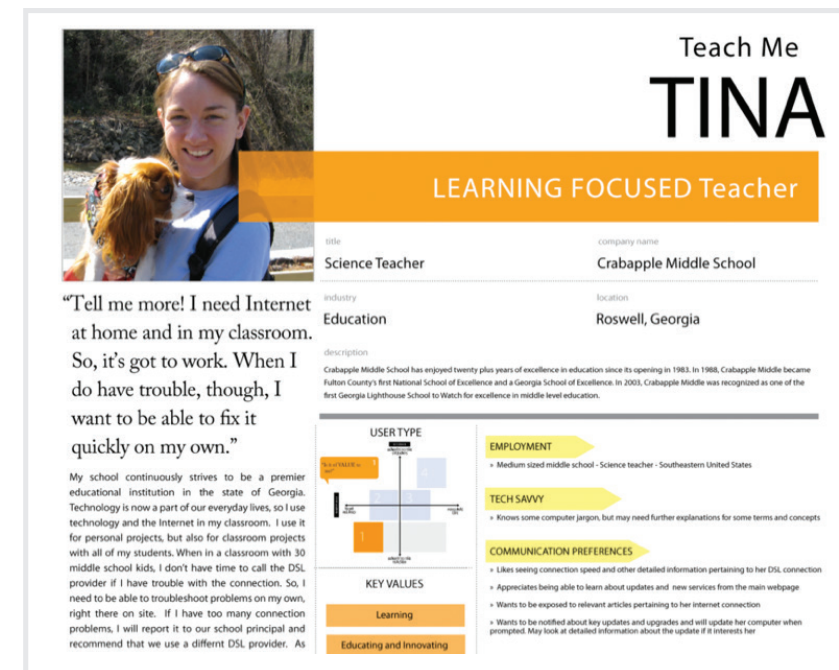 Teach Me
TINA
LEARNING FOCUSED Teacher
title
Science Teacher
company name
Crabapple Middle School
industry
Education
location
Roswell, Georgia
description
Crabapple Middle School has enjoyed twenty plus years of excellence in education since its opening in 1983. In 1988, Crabapple Middle became
Fulton County's first National School of Excellence and a Georgia School of Excellence. In 2003, Crabapple Middle was recognized as one of the
first Georgia Lighthouse School to Watch for excellence in middle level education.
“Tell me more! I need Internet
at home and in my classroom.
So, it's got to work. When I
do have trouble, though, I
want to be able to fix it
quickly on my own.”
My school continuously strives to be a premier
educational institution in the state of Georgia.
Technology is now a part of our everyday lives, so I use
technology and the Internet in my classroom. I use it
for personal projects, but also for classroom projects
with all of my students. When in a classroom with 30
middle school kids, I don't have time to call the DSL
provider if I have trouble with the connection. So, I
need to be able to troubleshoot problems on my own,
right there on site. If I have too many connection
problems, I will report it to our school principal and
recommend that we use a differnt DSL provider. As
USER TYPE
1
2
3
4
KEY VALUES
Learning
Educating and Innovating
EMPLOYMENT
» Medium sized middle school - Science teacher - Southeastern United States
TECH SAVVY
» Knows some computer jargon, but may need further explanations for some terms and concepts
COMMUNICATION PREFERENCES
» Likes seeing connection speed and other detailed information pertaining to her DSL connection
» Appreciates being able to learn about updates and new services from the main webpage
» Wants to be exposed to relevant articles pertaining to her internet connection
» Wants to be notified about key updates and upgrades and will update her computer when
prompted. May look at detailed information about the update if it interests her